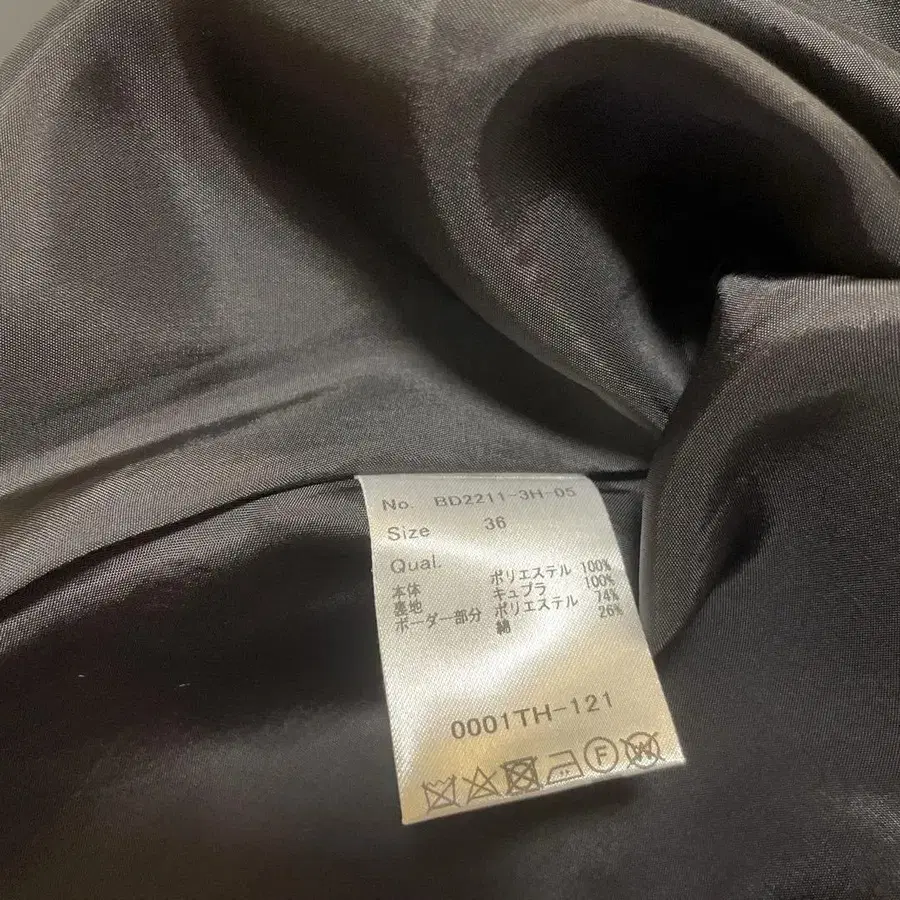 No. BD2211-3H-05
Size 36
Qual.
本体 ポリエステル 100%
裏地 キュプラ 100%
ボーダー部分 ポリエステル 74%
綿 26%
0001TH-121
F W